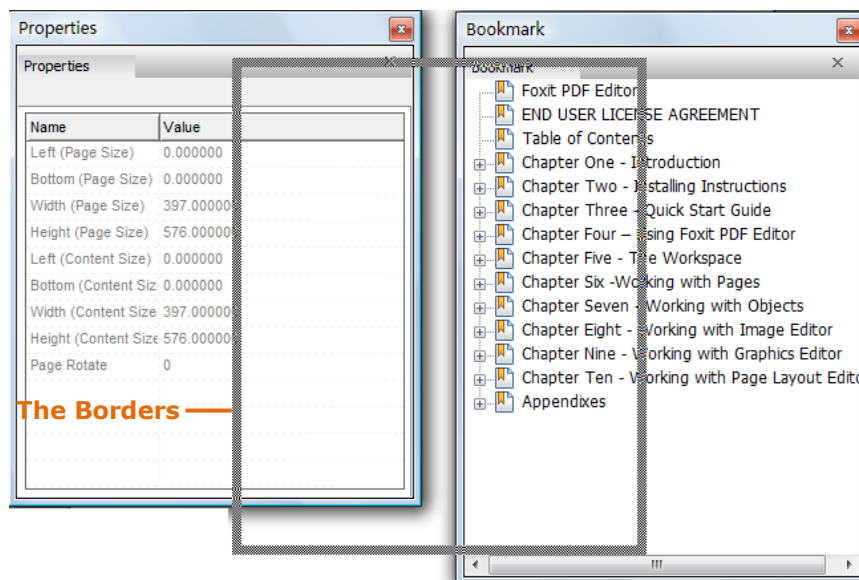 Properties
Properties
Name Value
Left (Page Size) 0.000000
Bottom (Page Size) 0.000000
Width (Page Size) 397.000000
Height (Page Size) 576.000000
Left (Content Size) 0.000000
Bottom (Content Siz 0.000000
Width (Content Size 397.000000
Height (Content Size 576.000000
Page Rotate 0
The Borders
Bookmark
Bookmark
Foxit PDF Editor
END USER LICENSE AGREEMENT
Table of Contents
Chapter One - Introduction
Chapter Two - Installing Instructions
Chapter Three - Quick Start Guide
Chapter Four – Using Foxit PDF Editor
Chapter Five - The Workspace
Chapter Six -Working with Pages
Chapter Seven - Working with Objects
Chapter Eight - Working with Image Editor
Chapter Nine - Working with Graphics Editor
Chapter Ten - Working with Page Layout Edito
Appendixes